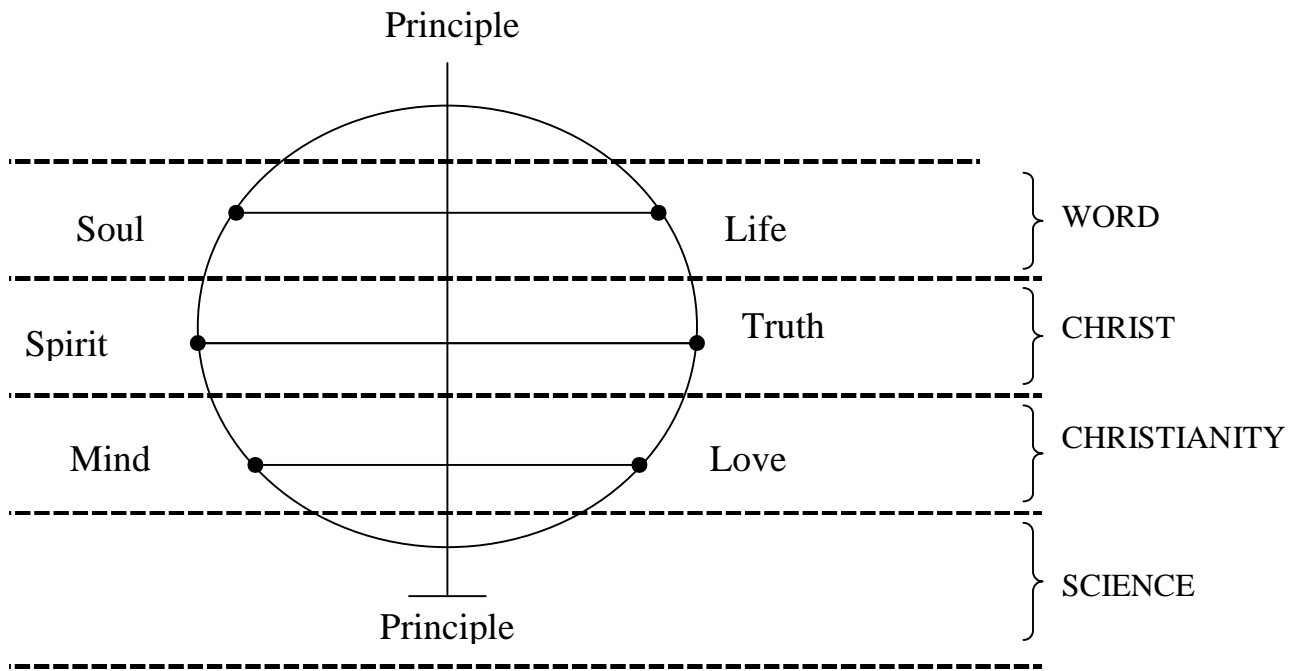 Principle
Soul
Life
WORD
Spirit
Truth
CHRIST
Mind
Love
CHRISTIANITY
Principle
SCIENCE